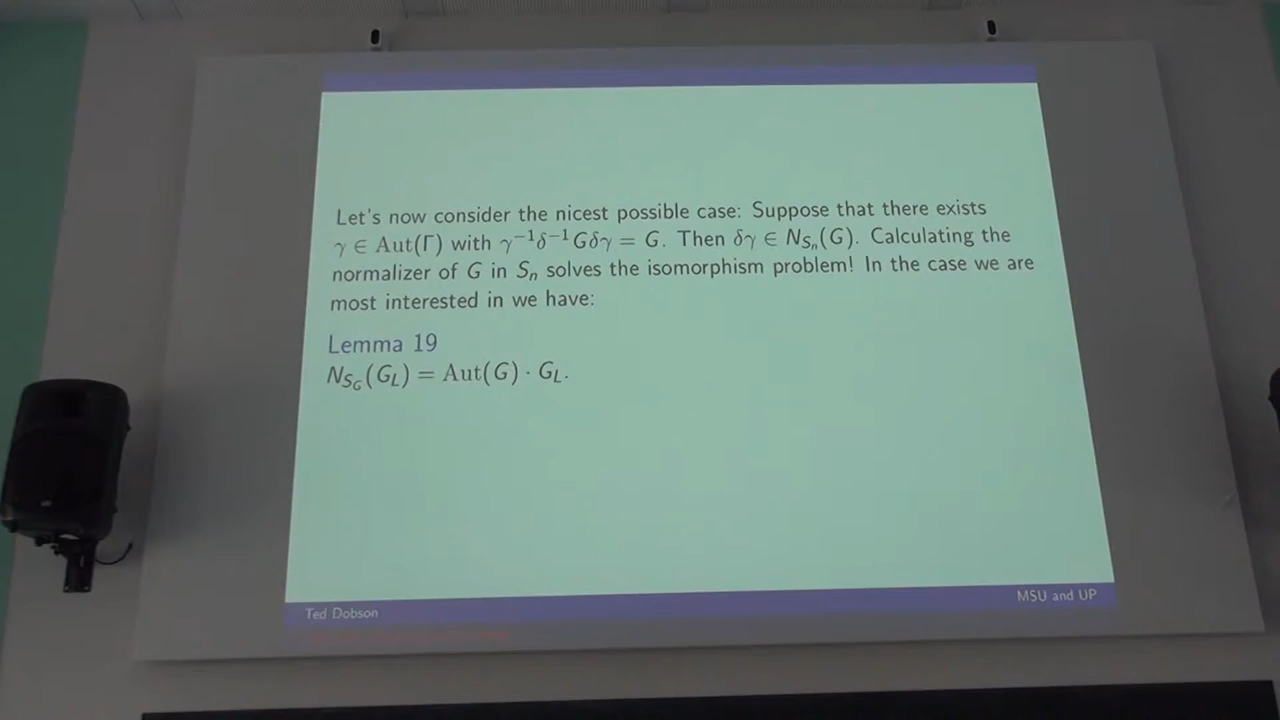 Let's now consider the nicest possible case: Suppose that there exists
γ ∈ Aut(Γ) with γ⁻¹δ⁻¹Gδγ = G. Then δγ ∈ N_{S_n}(G). Calculating the
normalizer of G in S_n solves the isomorphism problem! In the case we are
most interested in we have:
Lemma 19
N_{S_G}(G_L) = Aut(G) · G_L.
Ted Dobson
MSU and UP